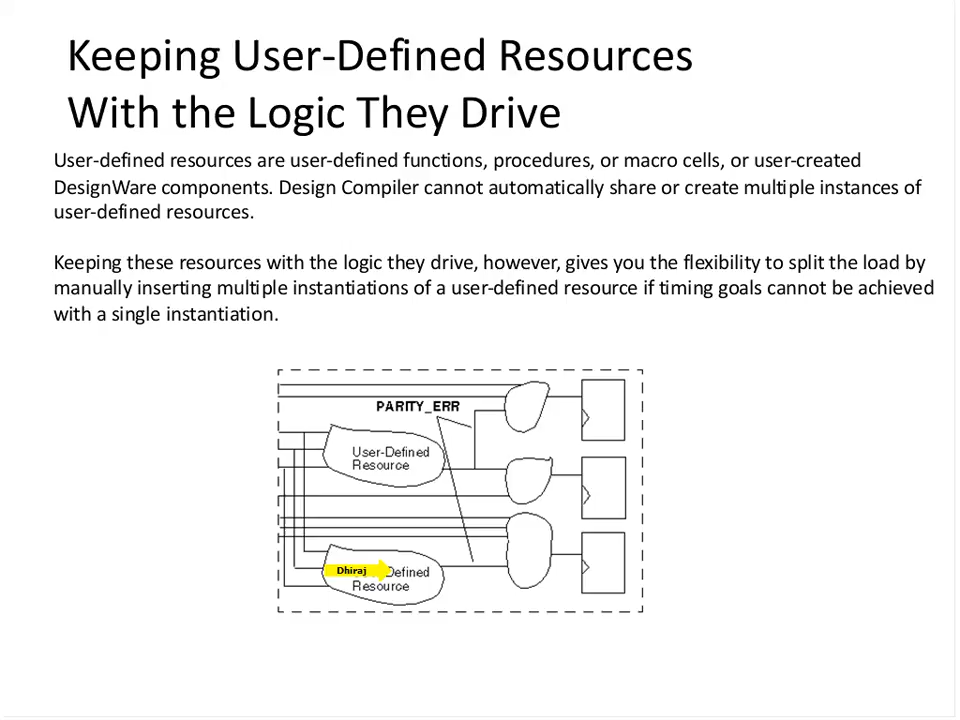 Keeping User-Defined Resources
With the Logic They Drive
User-defined resources are user-defined functions, procedures, or macro cells, or user-created
DesignWare components. Design Compiler cannot automatically share or create multiple instances of
user-defined resources.
Keeping these resources with the logic they drive, however, gives you the flexibility to split the load by
manually inserting multiple instantiations of a user-defined resource if timing goals cannot be achieved
with a single instantiation.
PARITY_ERR
User-Defined
Resource
Dhiraj Defined
Resource